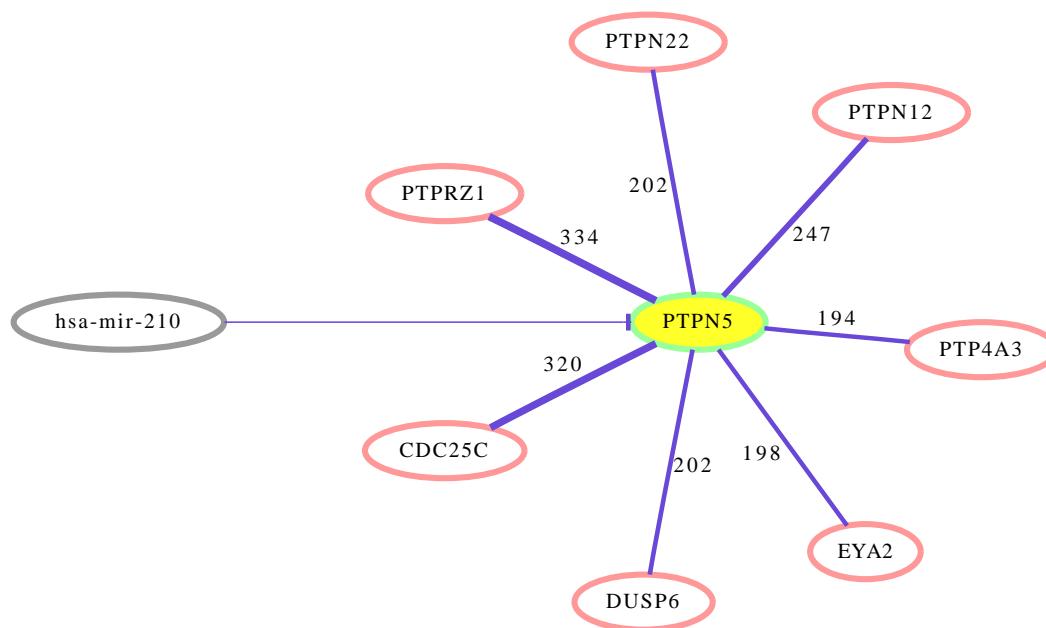 PTPN22
PTPN12
202
PTPRZ1
334
247
hsa-mir-210
PTPN5
194
PTP4A3
320
CDC25C
198
202
EYA2
DUSP6